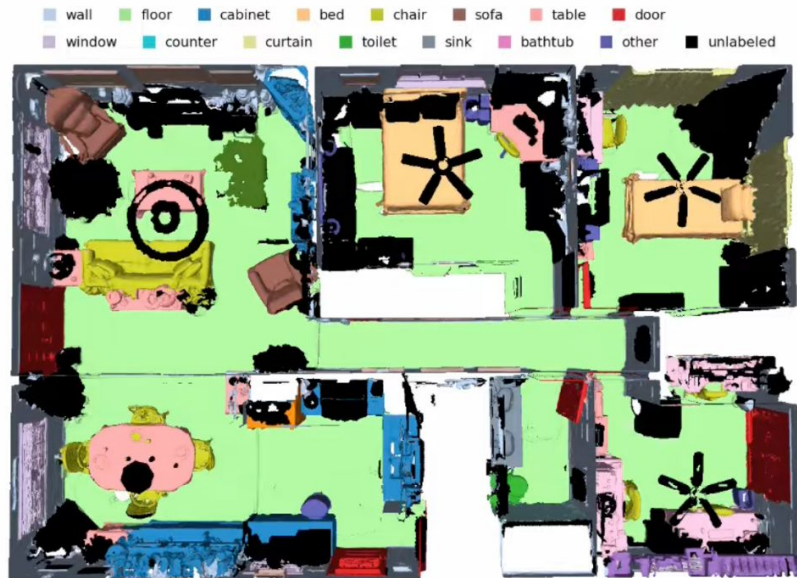 wall floor cabinet bed chair sofa table door
window counter curtain toilet sink bathtub other unlabeled